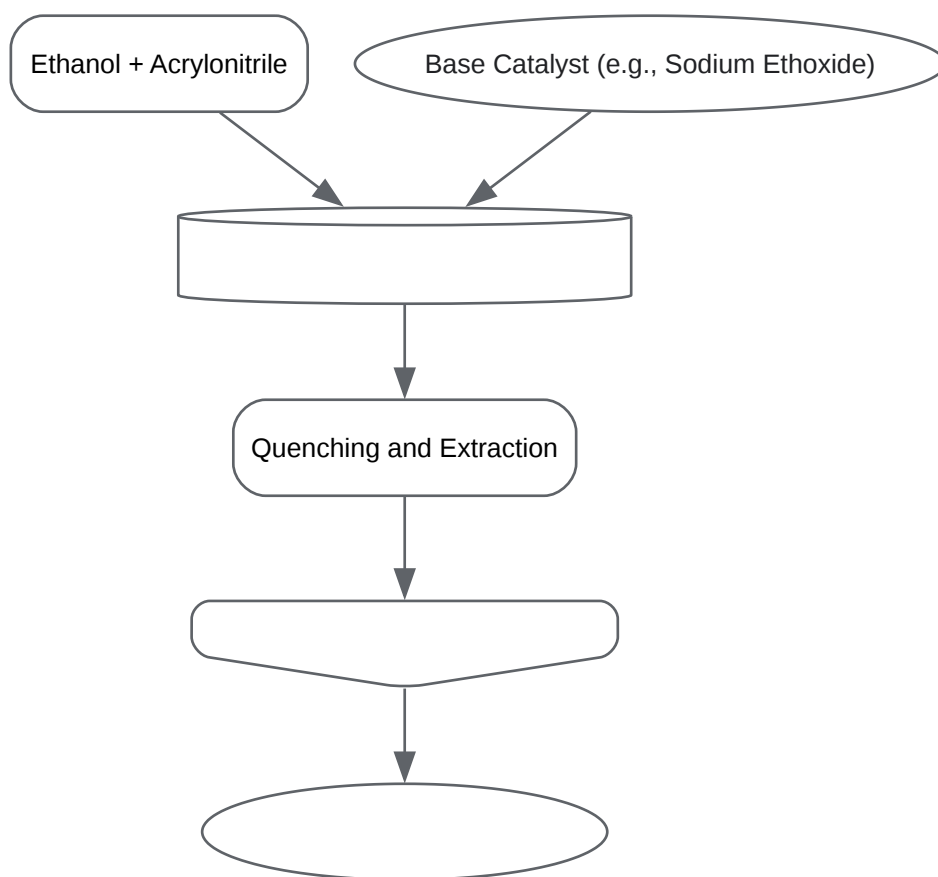 Ethanol + Acrylonitrile
Base Catalyst (e.g., Sodium Ethoxide)
Quenching and Extraction